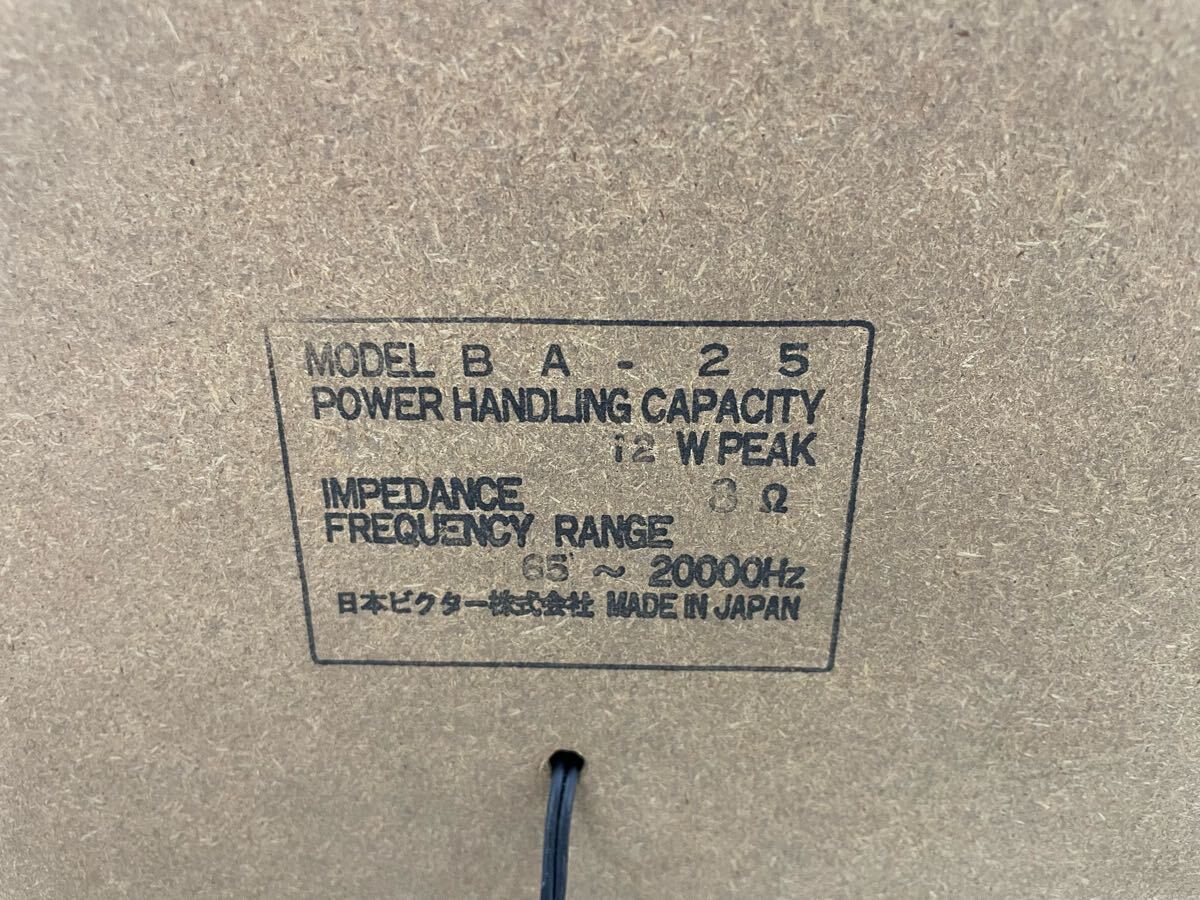 MODEL B A - 2 5
POWER HANDLING CAPACITY
12 W PEAK
IMPEDANCE 8 Ω
FREQUENCY RANGE
65 ~ 20000Hz
日本ビクター株式会社 MADE IN JAPAN